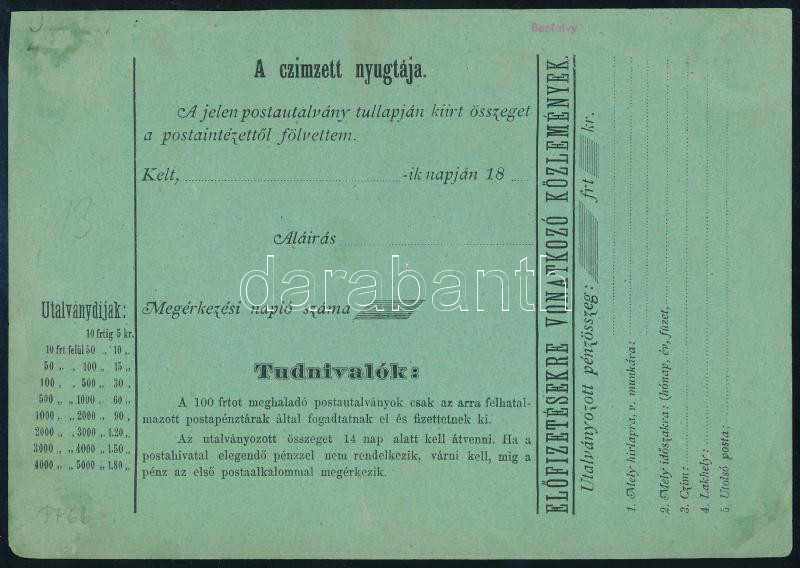 Bonfalvy
A czimzett nyugtája.
A jelen postautalvány tullapján kiirt összeget
a postaintézettől fölvettem.
Kelt, -ik napján 18
Aláirás
Megérkezési napló száma
Tudnivalók:
A 100 frtot meghaladó postautalványok csak az arra felhatal-
mazott postapénztárak által fogadtatnak el és fizettetnek ki.
Az utalványozott összeget 14 nap alatt kell átvenni. Ha a
postahivatal elegendő pénzzel nem rendelkezik, várni kell, mig a
pénz az első postaalkalommal megérkezik.
Utalványdijak:
10 frtig 5 kr.
10 frt felül 50 „ 10 „
50 „ „ 100 „ 15 „
100 „ „ 500 „ 30 „
500 „ „ 1000 „ 60 „
1000 „ „ 2000 „ 90 „
2000 „ „ 3000 „ 1.20 „
3000 „ „ 4000 „ 1.50 „
4000 „ „ 5000 „ 1.80 „
13
PP6b
ELŐFIZETÉSEKRE VONATKOZÓ KÖZLEMÉNYEK.
Utalványozott pénzösszeg: frt kr.
1. Mely hirlapra, v. munkára:
2. Mely időszakra: (hónap, év, füzet,
3. Czim:
4. Lakhely:
5. Utolsó posta:
darabanth